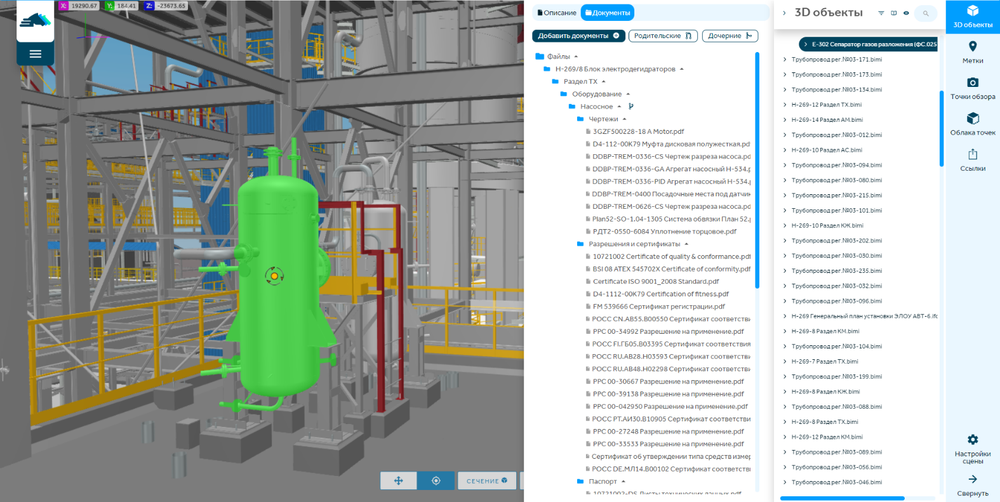 X: 19290.67 Y: 184.41 Z: -23673.65
СЕЧЕНИЕ
Описание Документы
Добавить документы Родительские Дочерние
Файлы
Н-269/8 Блок электродегидраторов
Раздел ТХ
Оборудование
Насосное
Чертежи
3GZF500228-18 A Motor.pdf
D4-112-00K79 Муфта дисковая полужесткая.pdf
DDBP-TREM-0336-CS Чертеж разреза насоса.pd
DDBP-TREM-0336-GA Агрегат насосный Н-534.p
DDBP-TREM-0336-PID Агрегат насосный Н-534.p
DDBP-TREM-0400 Посадочные места под датчик
DDBP-TREM-0626-CS Чертеж разреза насоса.pd
Plan52-SO-1.04-1305 Система обвязки План 52.p
РДТ2-0550-6084 Уплотнение торцовое.pdf
Разрешения и сертификаты
10721002 Certificate of quality & conformance.pdf
BSI 08 ATEX 545702X Certificate of conformity.pdf
Certificate ISO 9001_2008 Standard.pdf
D4-1112-00K79 Certification of fitness.pdf
FM 539666 Сертификат регистрации.pdf
РОСС CN.АВ55.В00550 Сертификат соответстви
РРС 00-34992 Разрешение на применение.pdf
РОСС FI.ГБ05.В03395 Сертификат соответствия
РОСС RU.АВ28.Н03593 Сертификат соответстви
РОСС RU.АВ48.Н02298 Сертификат соответстви
РРС 00-30667 Разрешение на применение.pdf
РРС 00-39138 Разрешение на применение.pdf
РРС 00-042950 Разрешение на применение.pdf
РОСС РТ.АИ30.В10905 Сертификат соответстви
РРС 00-27248 Разрешение на применение.pdf
РРС 00-33533 Разрешение на применение.pdf
Сертификат об утверждении типа средств измер
РОСС DE.МЛ14.В00102 Сертификат соответстви
Паспорт
10721002-DS Листы технических данных.pdf
3D объекты
Е-302 Сепаратор газов разложения (ФС.025
Трубопровод рег.№03-171.bimi
Трубопровод рег.№03-173.bimi
Трубопровод рег.№03-134.bimi
Н-269-12 Раздел ТХ.bimi
Н-269-14 Раздел АМ.bimi
Трубопровод рег.№03-012.bimi
Н-269-10 Раздел АС.bimi
Трубопровод рег.№03-094.bimi
Трубопровод рег.№03-080.bimi
Трубопровод рег.№03-215.bimi
Трубопровод рег.№03-101.bimi
Н-269-10 Раздел КЖ.bimi
Трубопровод рег.№03-202.bimi
Трубопровод рег.№03-030.bimi
Трубопровод рег.№03-235.bimi
Трубопровод рег.№03-032.bimi
Трубопровод рег.№03-096.bimi
Н-269 Генеральный план установки ЭЛОУ АВТ-6.ifc
Н-269-8 Раздел КМ.bimi
Трубопровод рег.№03-104.bimi
Н-269-7 Раздел ТХ.bimi
Трубопровод рег.№03-199.bimi
Н-269-8 Раздел КЖ.bimi
Трубопровод рег.№03-088.bimi
Н-269-8 Раздел ТХ.bimi
Н-269-12 Раздел КМ.bimi
Трубопровод рег.№03-089.bimi
Трубопровод рег.№03-056.bimi
Трубопровод рег.№03-046.bimi
3D объекты
Метки
Точки обзора
Облака точек
Ссылки
Настройки
сцены
Свернуть